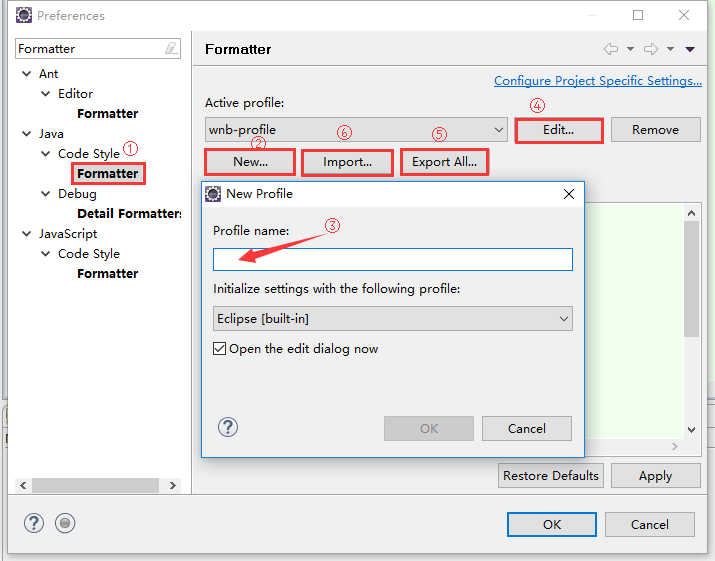 Preferences
Formatter
Formatter
Configure Project Specific Settings...
Ant
Editor
Formatter
Java
Code Style ①
Formatter
Debug
Detail Formatters
JavaScript
Code Style
Formatter
Active profile:
⑥
④
wnb-profile
Edit...
Remove
②
⑤
New...
Import...
Export All...
New Profile
Profile name:
③
Initialize settings with the following profile:
Eclipse [built-in]
Open the edit dialog now
?
OK
Cancel
Restore Defaults
Apply
?
OK
Cancel